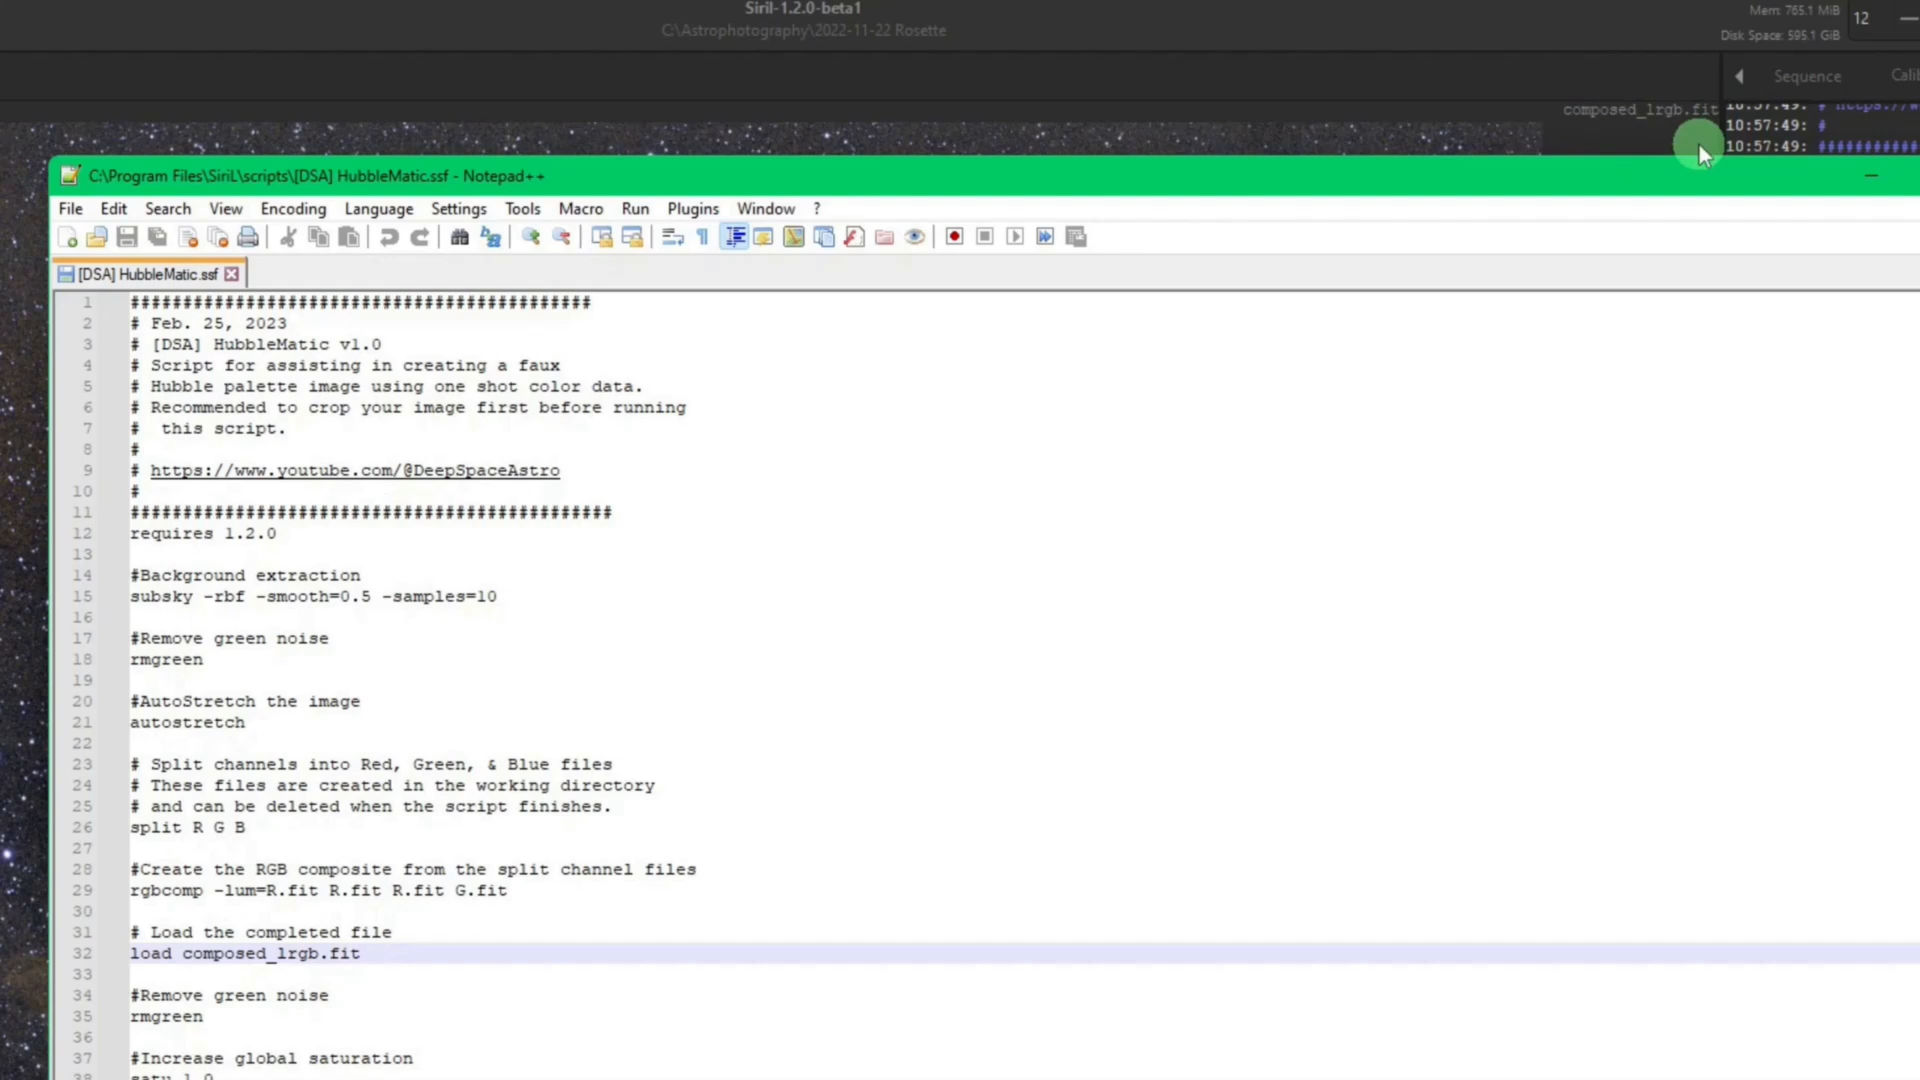 Siril-1.2.0-beta1
C:\Astrophotography\2022-11-22 Rosette
Mem: 765.1 MiB
Disk Space: 595.1 GiB
12
Sequence
composed_lrgb.fit
10:57:49: # https://w
10:57:49: #
10:57:49: ###########
C:\Program Files\SiriL\scripts\[DSA] HubbleMatic.ssf - Notepad++
File Edit Search View Encoding Language Settings Tools Macro Run Plugins Window ?
[DSA] HubbleMatic.ssf
1 ############################################
2 # Feb. 25, 2023
3 # [DSA] HubbleMatic v1.0
4 # Script for assisting in creating a faux
5 # Hubble palette image using one shot color data.
6 # Recommended to crop your image first before running
7 #  this script.
8 #
9 # https://www.youtube.com/@DeepSpaceAstro
10 #
11 ##############################################
12 requires 1.2.0
13
14 #Background extraction
15 subsky -rbf -smooth=0.5 -samples=10
16
17 #Remove green noise
18 rmgreen
19
20 #AutoStretch the image
21 autostretch
22
23 # Split channels into Red, Green, & Blue files
24 # These files are created in the working directory
25 # and can be deleted when the script finishes.
26 split R G B
27
28 #Create the RGB composite from the split channel files
29 rgbcomp -lum=R.fit R.fit R.fit G.fit
30
31 # Load the completed file
32 load composed_lrgb.fit
33
34 #Remove green noise
35 rmgreen
36
37 #Increase global saturation
38 satu 1.0